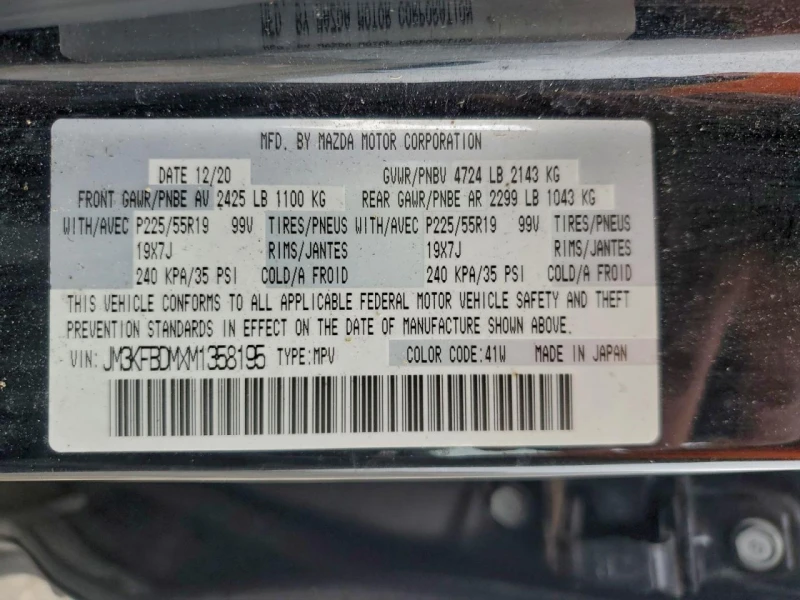 MFD. BY MAZDA MOTOR CORPORATION
MFD. BY MAZDA MOTOR CORPORATION
DATE 12/20 GVWR/PNBV 4724 LB 2143 KG
FRONT GAWR/PNBE AV 2425 LB 1100 KG REAR GAWR/PNBE AR 2299 LB 1043 KG
WITH/AVEC P225/55R19 99V TIRES/PNEUS WITH/AVEC P225/55R19 99V TIRES/PNEUS
19X7J RIMS/JANTES 19X7J RIMS/JANTES
240 KPA/35 PSI COLD/A FROID 240 KPA/35 PSI COLD/A FROID
THIS VEHICLE CONFORMS TO ALL APPLICABLE FEDERAL MOTOR VEHICLE SAFETY AND THEFT
PREVENTION STANDARDS IN EFFECT ON THE DATE OF MANUFACTURE SHOWN ABOVE.
VIN: JM3KFBDMXM1358195 TYPE:MPV COLOR CODE:41W MADE IN JAPAN